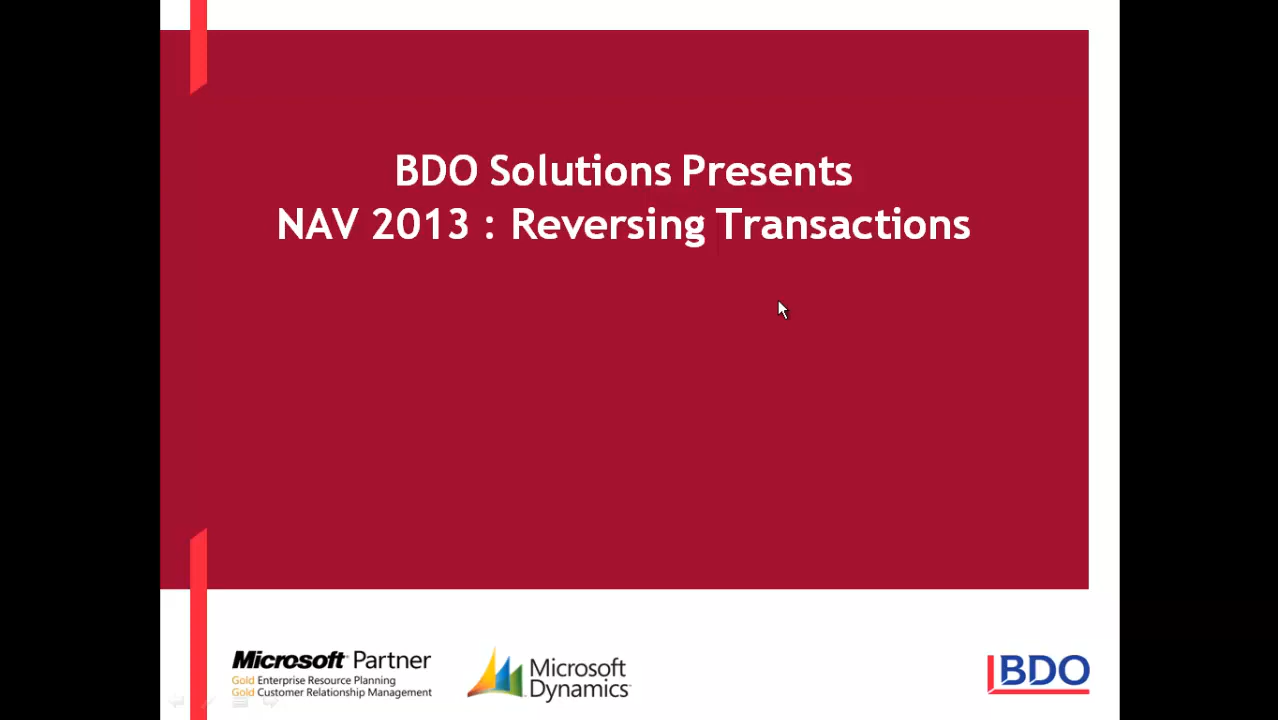 BDO Solutions Presents
NAV 2013 : Reversing Transactions
Microsoft Partner
Gold Enterprise Resource Planning
Gold Customer Relationship Management
Microsoft
Dynamics
BDO